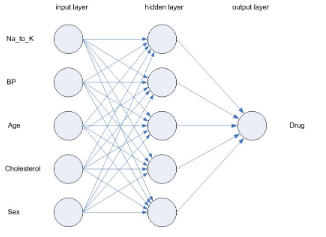 input layer hidden layer output layer
Na_to_K
BP
Age
Drug
Cholesterol
Sex